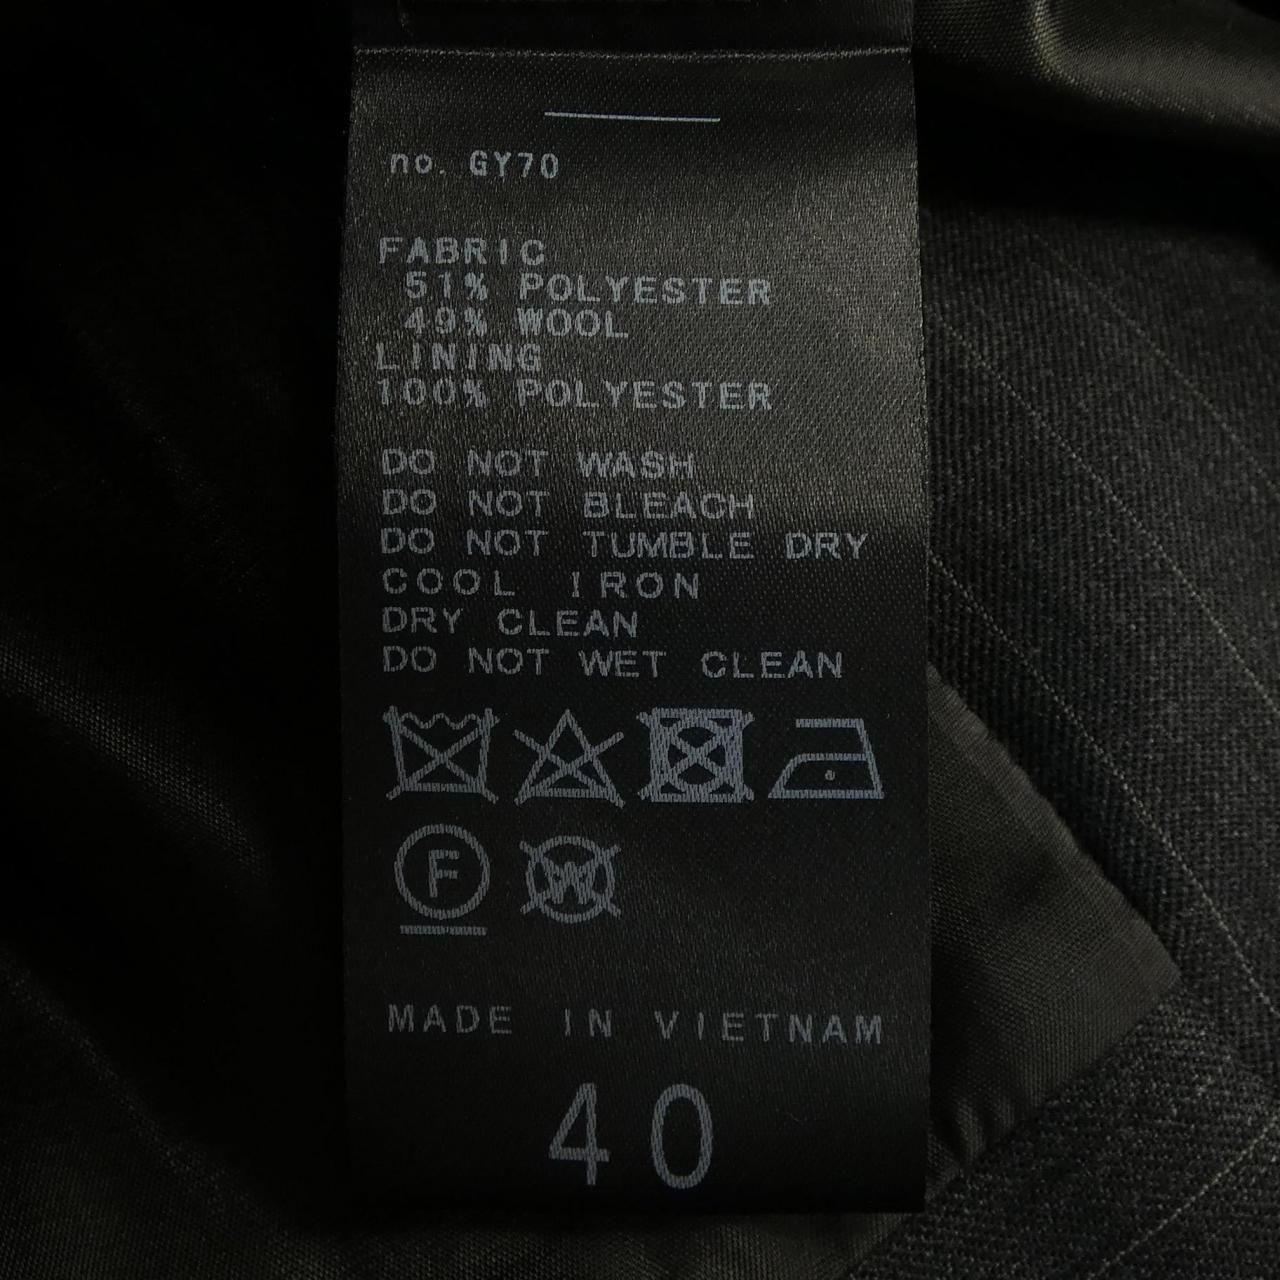 no. GY70
FABRIC
51% POLYESTER
49% WOOL
LINING
100% POLYESTER
DO NOT WASH
DO NOT BLEACH
DO NOT TUMBLE DRY
COOL IRON
DRY CLEAN
DO NOT WET CLEAN
F W
MADE IN VIETNAM
40